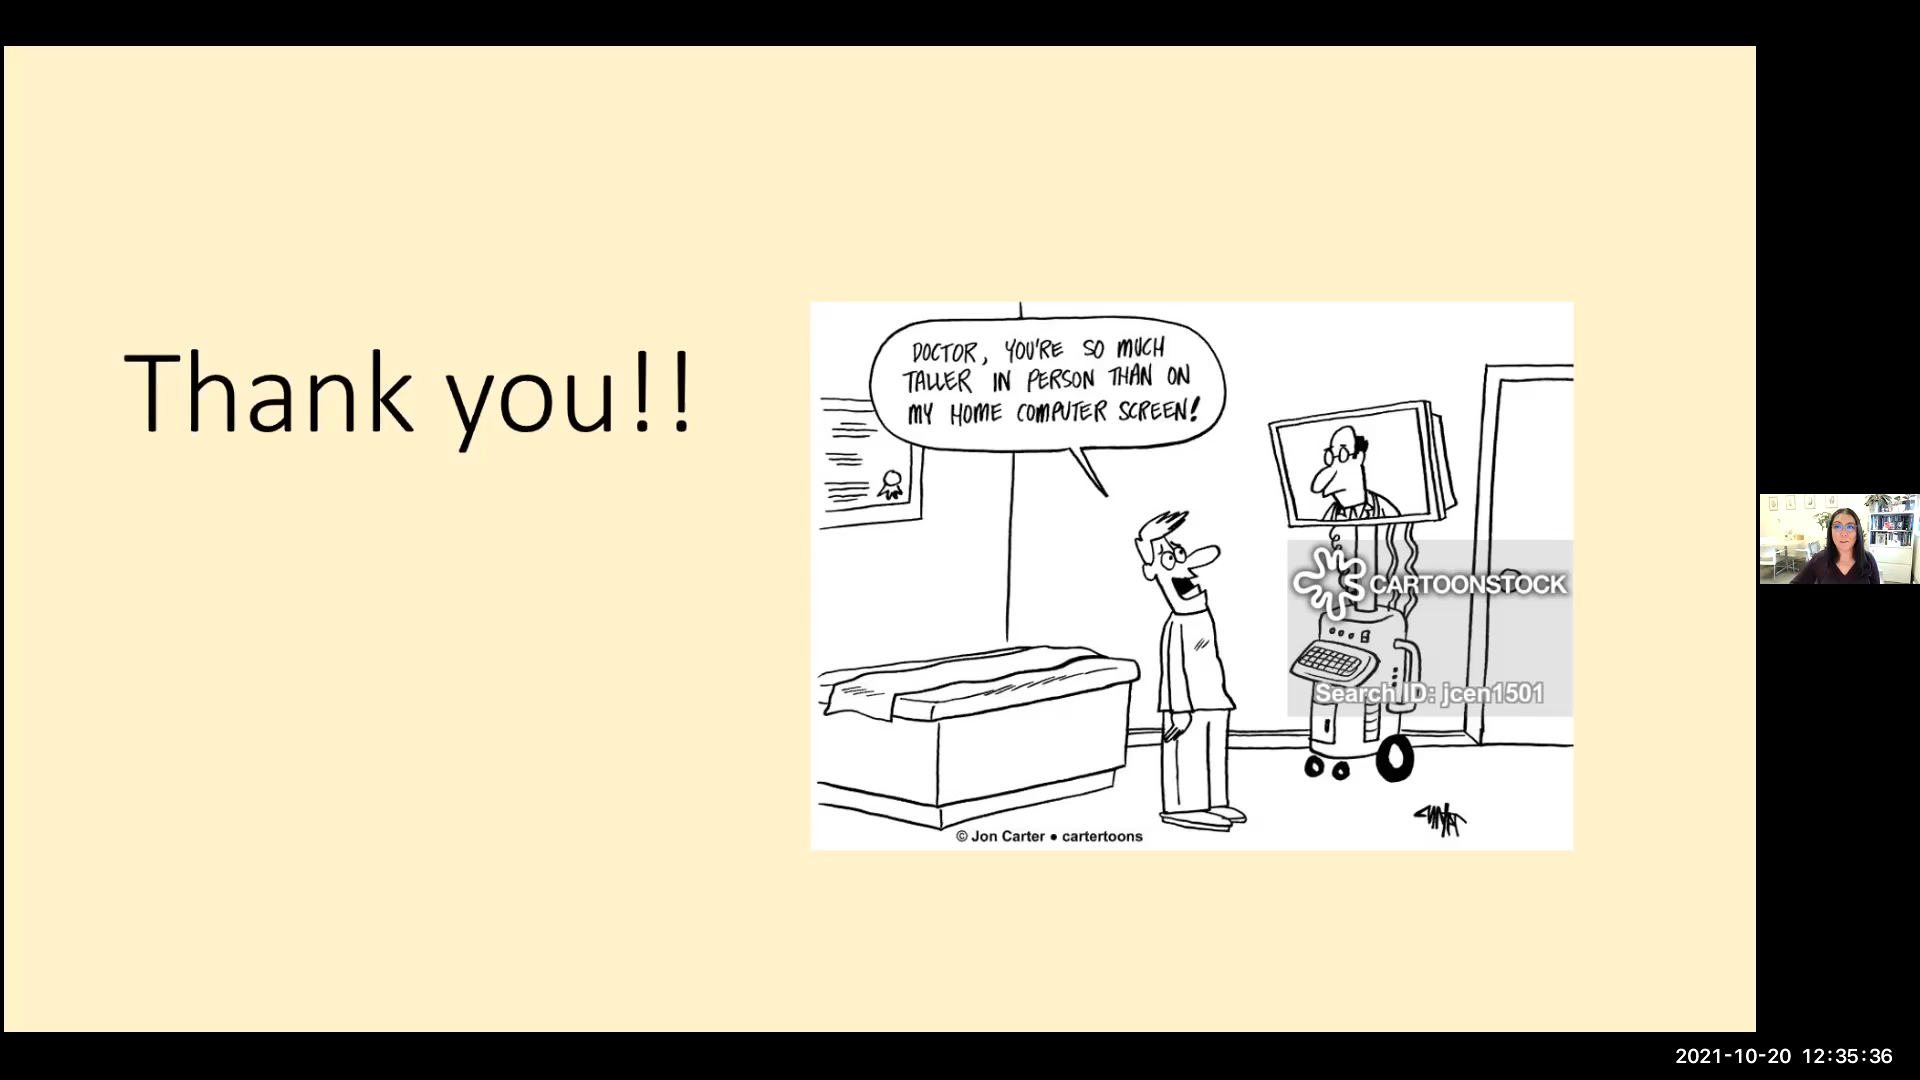 Thank you!!
DOCTOR, YOU'RE SO MUCH
TALLER IN PERSON THAN ON
MY HOME COMPUTER SCREEN!
CARTOONSTOCK
Search ID: jcen1501
© Jon Carter ● cartertoons
2021-10-20 12:35:36